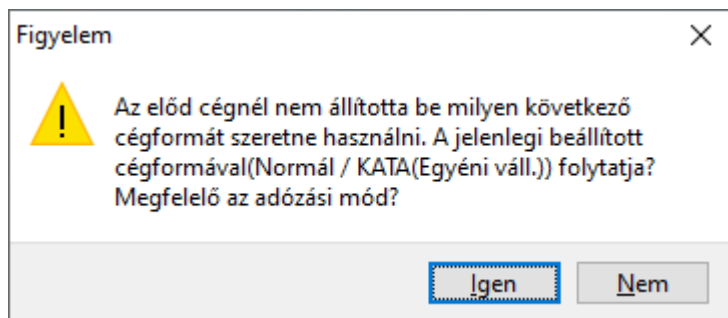 Figyelem
Az előd cégnél nem állította be milyen következő
cégformát szeretne használni. A jelenlegi beállított
cégformával(Normál / KATA(Egyéni váll.)) folytatja?
Megfelelő az adózási mód?
Igen
Nem